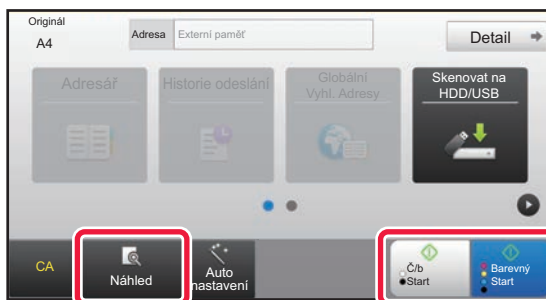 Originál
A4
Adresa
Externí paměť
Detail
Adresář
Historie odeslání
Globální
Vyhl. Adresy
Skenovat na
HDD/USB
CA
Náhled
Auto
nastavení
Č/b
Start
Barevný
Start